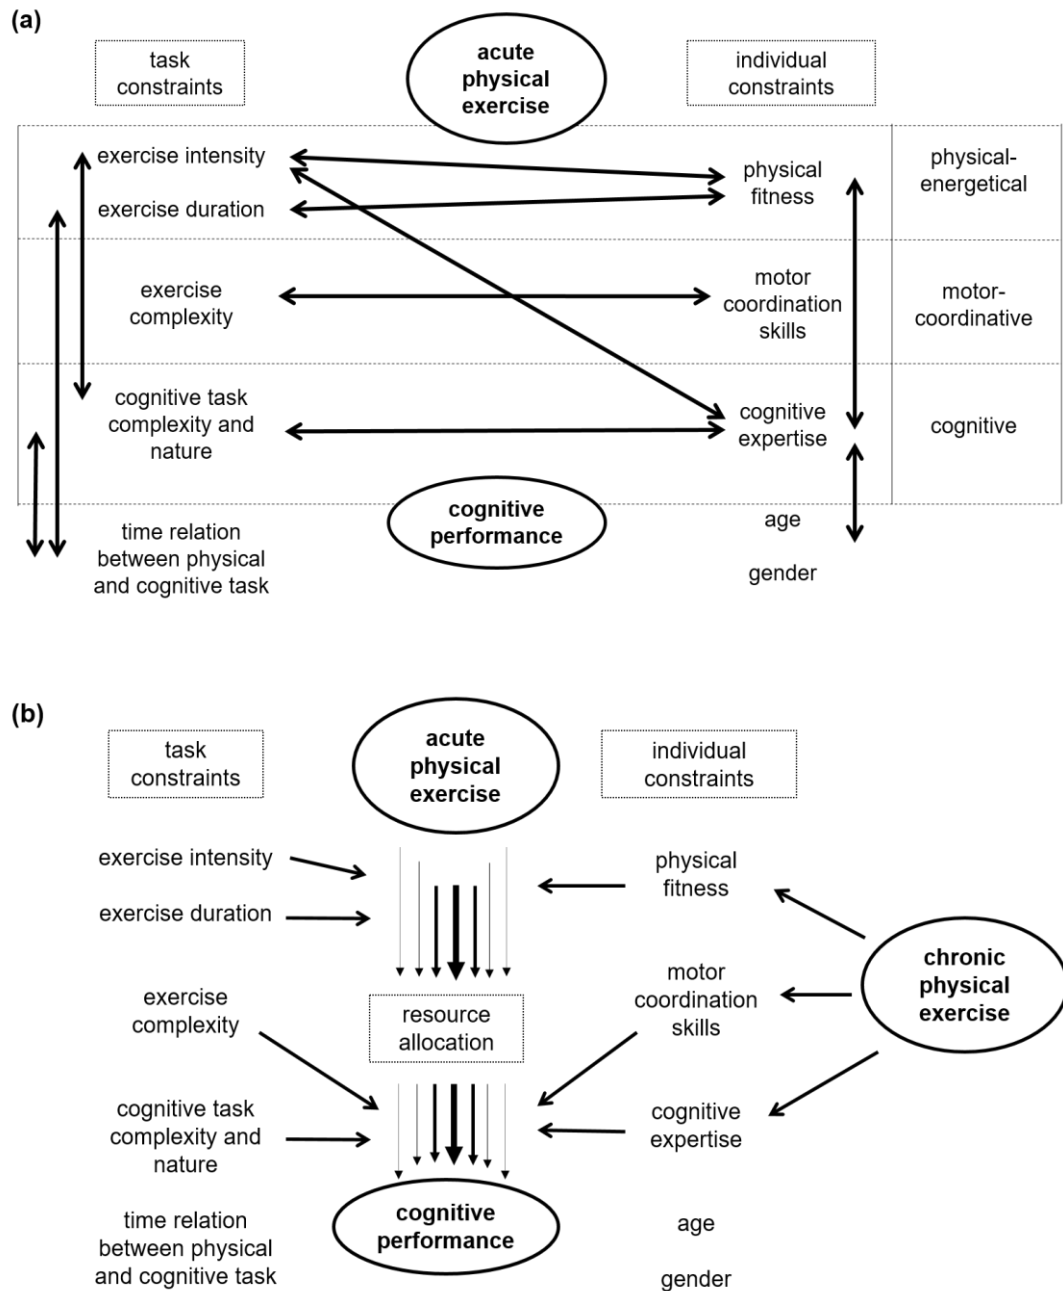 (a)
task
constraints
acute
physical
exercise
individual
constraints
exercise intensity
exercise duration
physical
fitness
physical-
energetical
exercise
complexity
motor
coordination
skills
motor-
coordinative
cognitive task
complexity and
nature
cognitive
expertise
cognitive
cognitive
performance
time relation
between physical
and cognitive task
age
gender
(b)
task
constraints
acute
physical
exercise
individual
constraints
exercise intensity
exercise duration
physical
fitness
exercise
complexity
resource
allocation
motor
coordination
skills
chronic
physical
exercise
cognitive task
complexity and
nature
cognitive
expertise
time relation
between physical
and cognitive task
cognitive
performance
age
gender